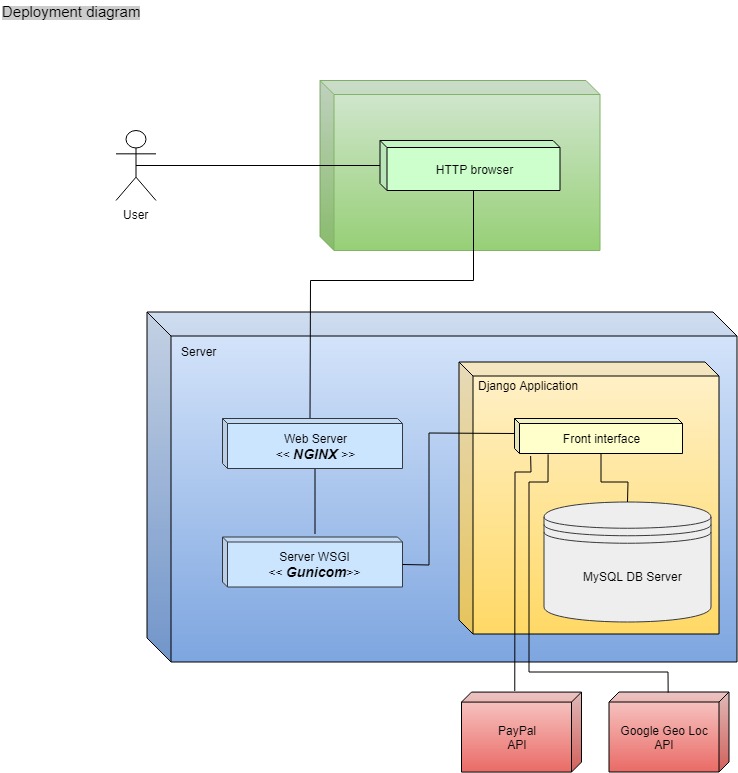 Deployment diagram
HTTP browser
User
Server
Django Application
Web Server
<< NGINX >>
Front interface
Server WSGI
<< Gunicom>>
MySQL DB Server
PayPal
API
Google Geo Loc
API